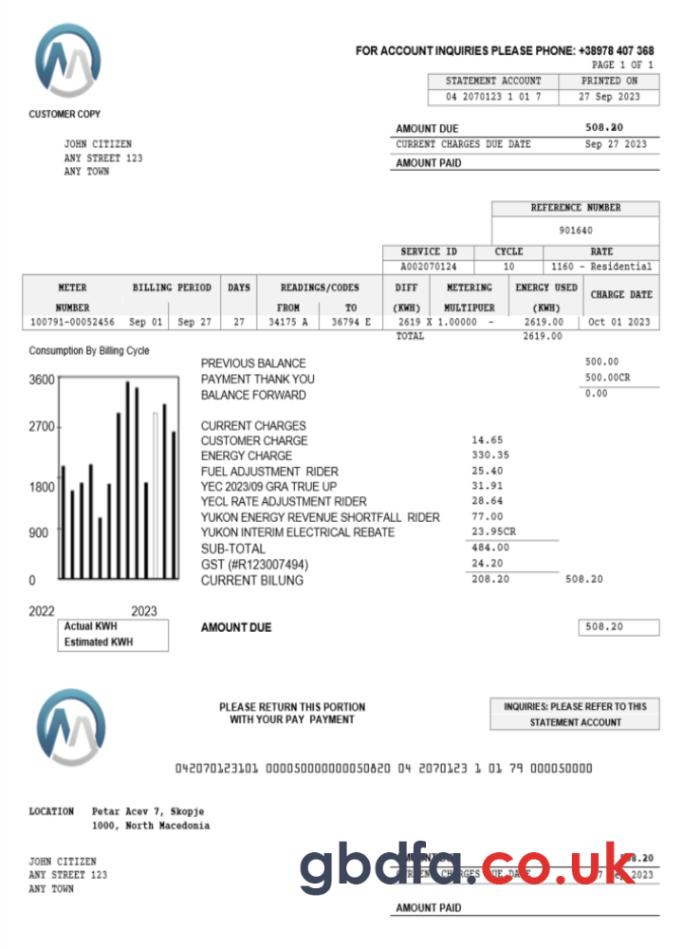 FOR ACCOUNT INQUIRIES PLEASE PHONE: +38978 407 368
PAGE 1 OF 1
STATEMENT ACCOUNT PRINTED ON
04 2070123 1 01 7 27 Sep 2023
CUSTOMER COPY
AMOUNT DUE 508.20
JOHN CITIZEN CURRENT CHARGES DUE DATE Sep 27 2023
ANY STREET 123 AMOUNT PAID
ANY TOWN
REFERENCE NUMBER
901640
SERVICE ID CYCLE RATE
A002070124 10 1160 - Residential
METER BILLING PERIOD DAYS READINGS/CODES DIFF METERING ENERGY USED CHARGE DATE
NUMBER FROM TO (KWH) MULTIPUER (KWH)
100791-00052456 Sep 01 Sep 27 27 34175 A 36794 E 2619 X 1.00000 - 2619.00 Oct 01 2023
TOTAL 2619.00
Consumption By Billing Cycle
3600
2700
1800
900
0
2022 2023
Actual KWH
Estimated KWH
PREVIOUS BALANCE 500.00
PAYMENT THANK YOU 500.00CR
BALANCE FORWARD 0.00
CURRENT CHARGES
CUSTOMER CHARGE 14.65
ENERGY CHARGE 330.35
FUEL ADJUSTMENT RIDER 25.40
YEC 2023/09 GRA TRUE UP 31.91
YECL RATE ADJUSTMENT RIDER 28.64
YUKON ENERGY REVENUE SHORTFALL RIDER 77.00
YUKON INTERIM ELECTRICAL REBATE 23.95CR
SUB-TOTAL 484.00
GST (#R123007494) 24.20
CURRENT BILUNG 208.20 508.20
AMOUNT DUE 508.20
PLEASE RETURN THIS PORTION
WITH YOUR PAY PAYMENT
INQUIRIES: PLEASE REFER TO THIS
STATEMENT ACCOUNT
042070123101 0000500000000050820 04 2070123 1 01 79 000050000
LOCATION Petar Acev 7, Skopje
1000, North Macedonia
JOHN CITIZEN
ANY STREET 123
ANY TOWN
gbdfa.co.uk
AMOUNT PAID